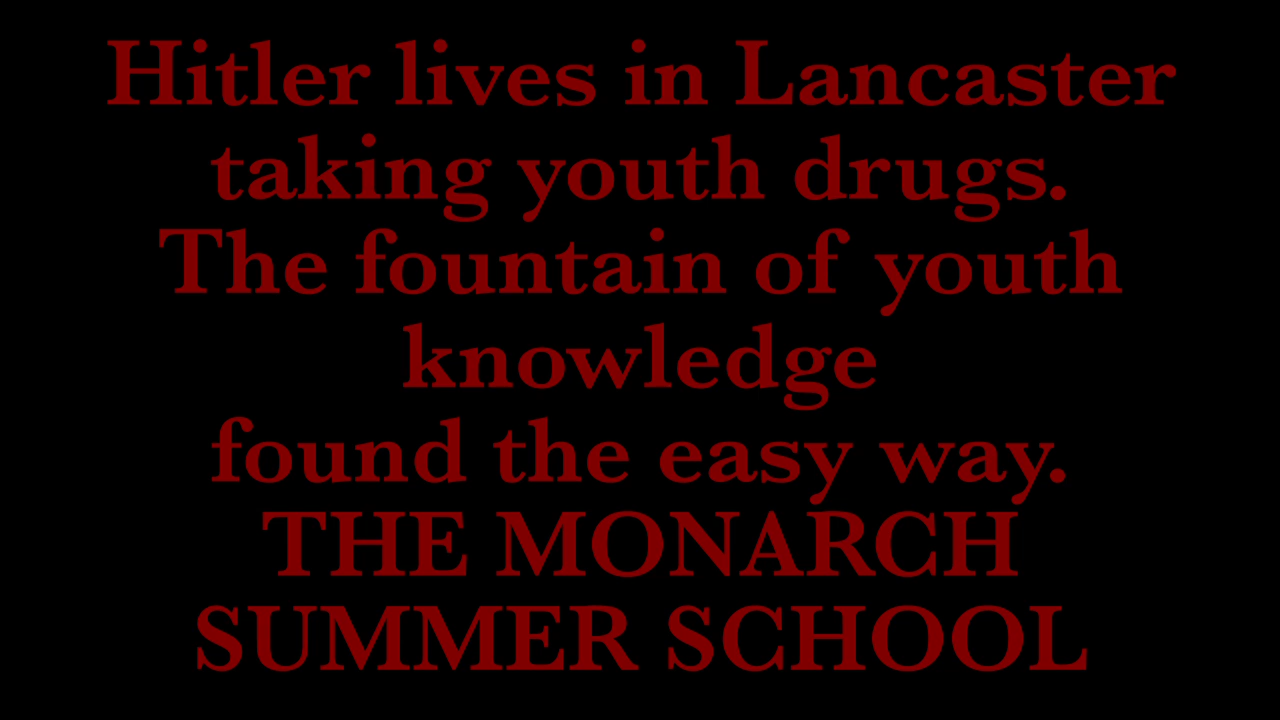 Hitler lives in Lancaster
taking youth drugs.
The fountain of youth
knowledge
found the easy way.
THE MONARCH
SUMMER SCHOOL